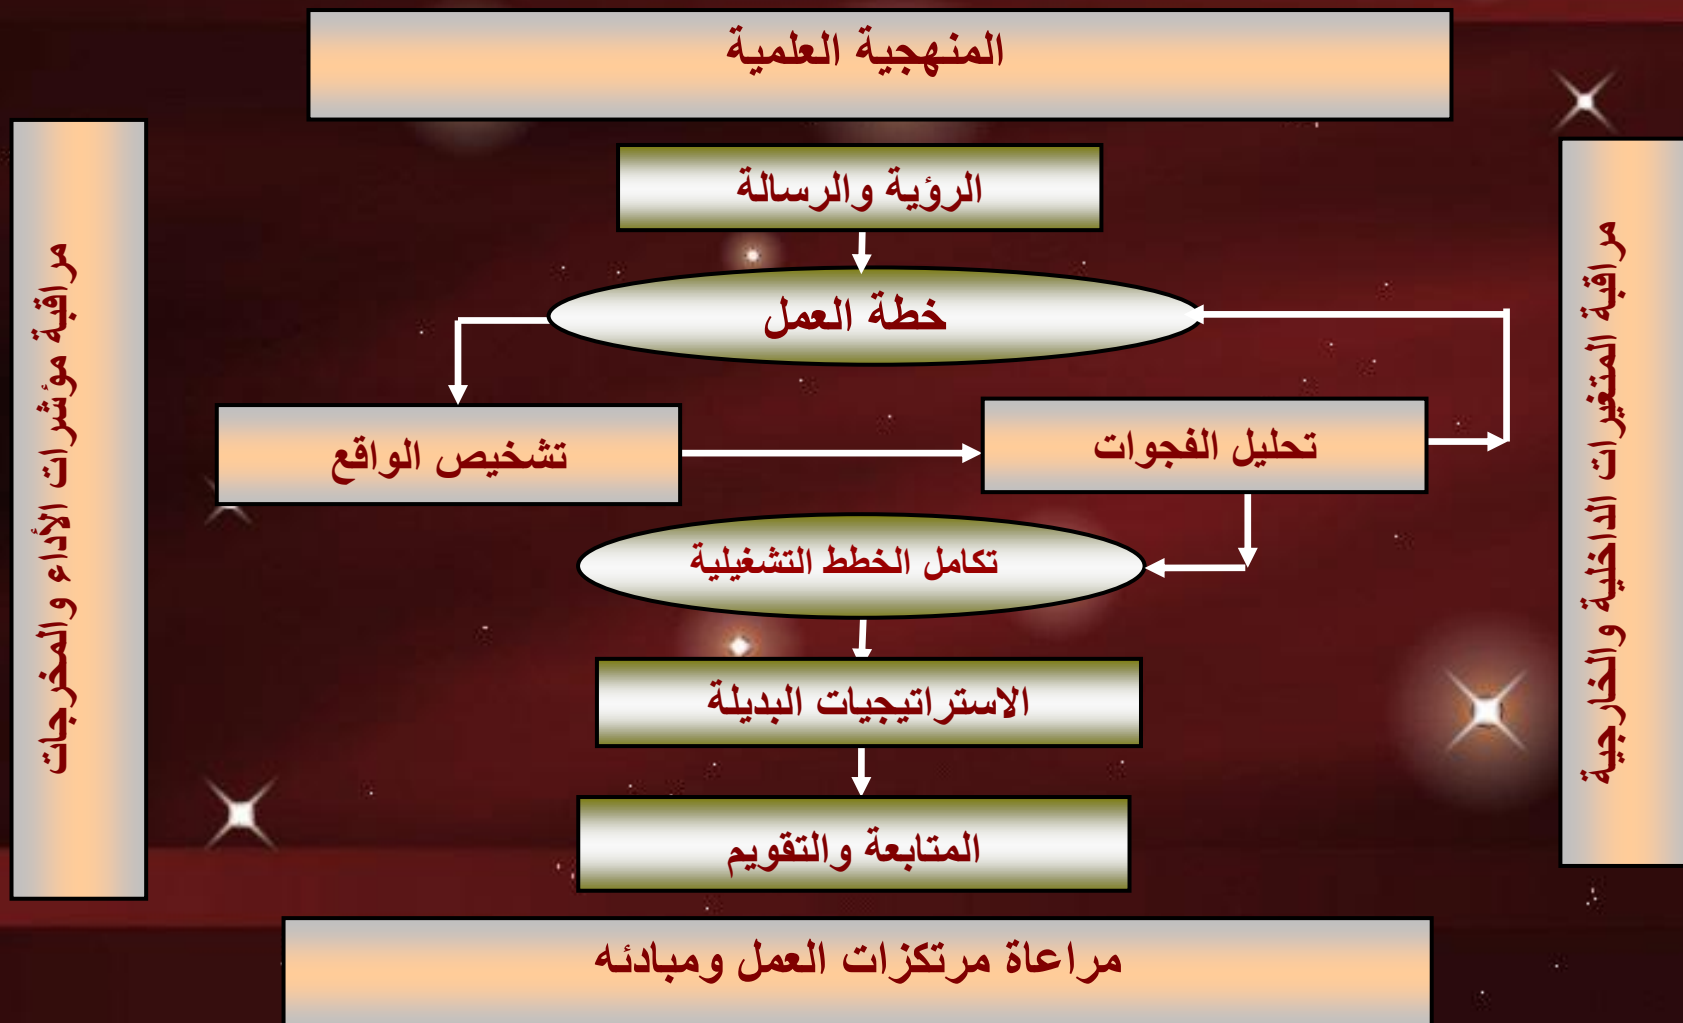 المنهجية العلمية
الرؤية والرسالة
خطة العمل
تحليل الفجوات
تشخيص الواقع
تكامل الخطط التشغيلية
الاستراتيجيات البديلة
المتابعة والتقويم
مراعاة مرتكزات العمل ومبادئه
مراقبة المتغيرات الداخلية والخارجية
مراقبة مؤشرات الأداء والمخرجات